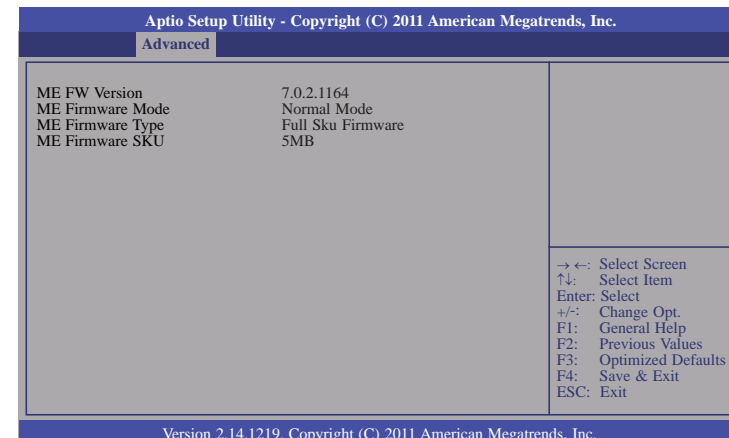 Aptio Setup Utility - Copyright (C) 2011 American Megatrends, Inc.
Advanced
ME FW Version 7.0.2.1164
ME Firmware Mode Normal Mode
ME Firmware Type Full Sku Firmware
ME Firmware SKU 5MB
→ ←: Select Screen
↑↓: Select Item
Enter: Select
+/-: Change Opt.
F1: General Help
F2: Previous Values
F3: Optimized Defaults
F4: Save & Exit
ESC: Exit
Version 2.14.1219. Copyright (C) 2011 American Megatrends, Inc.